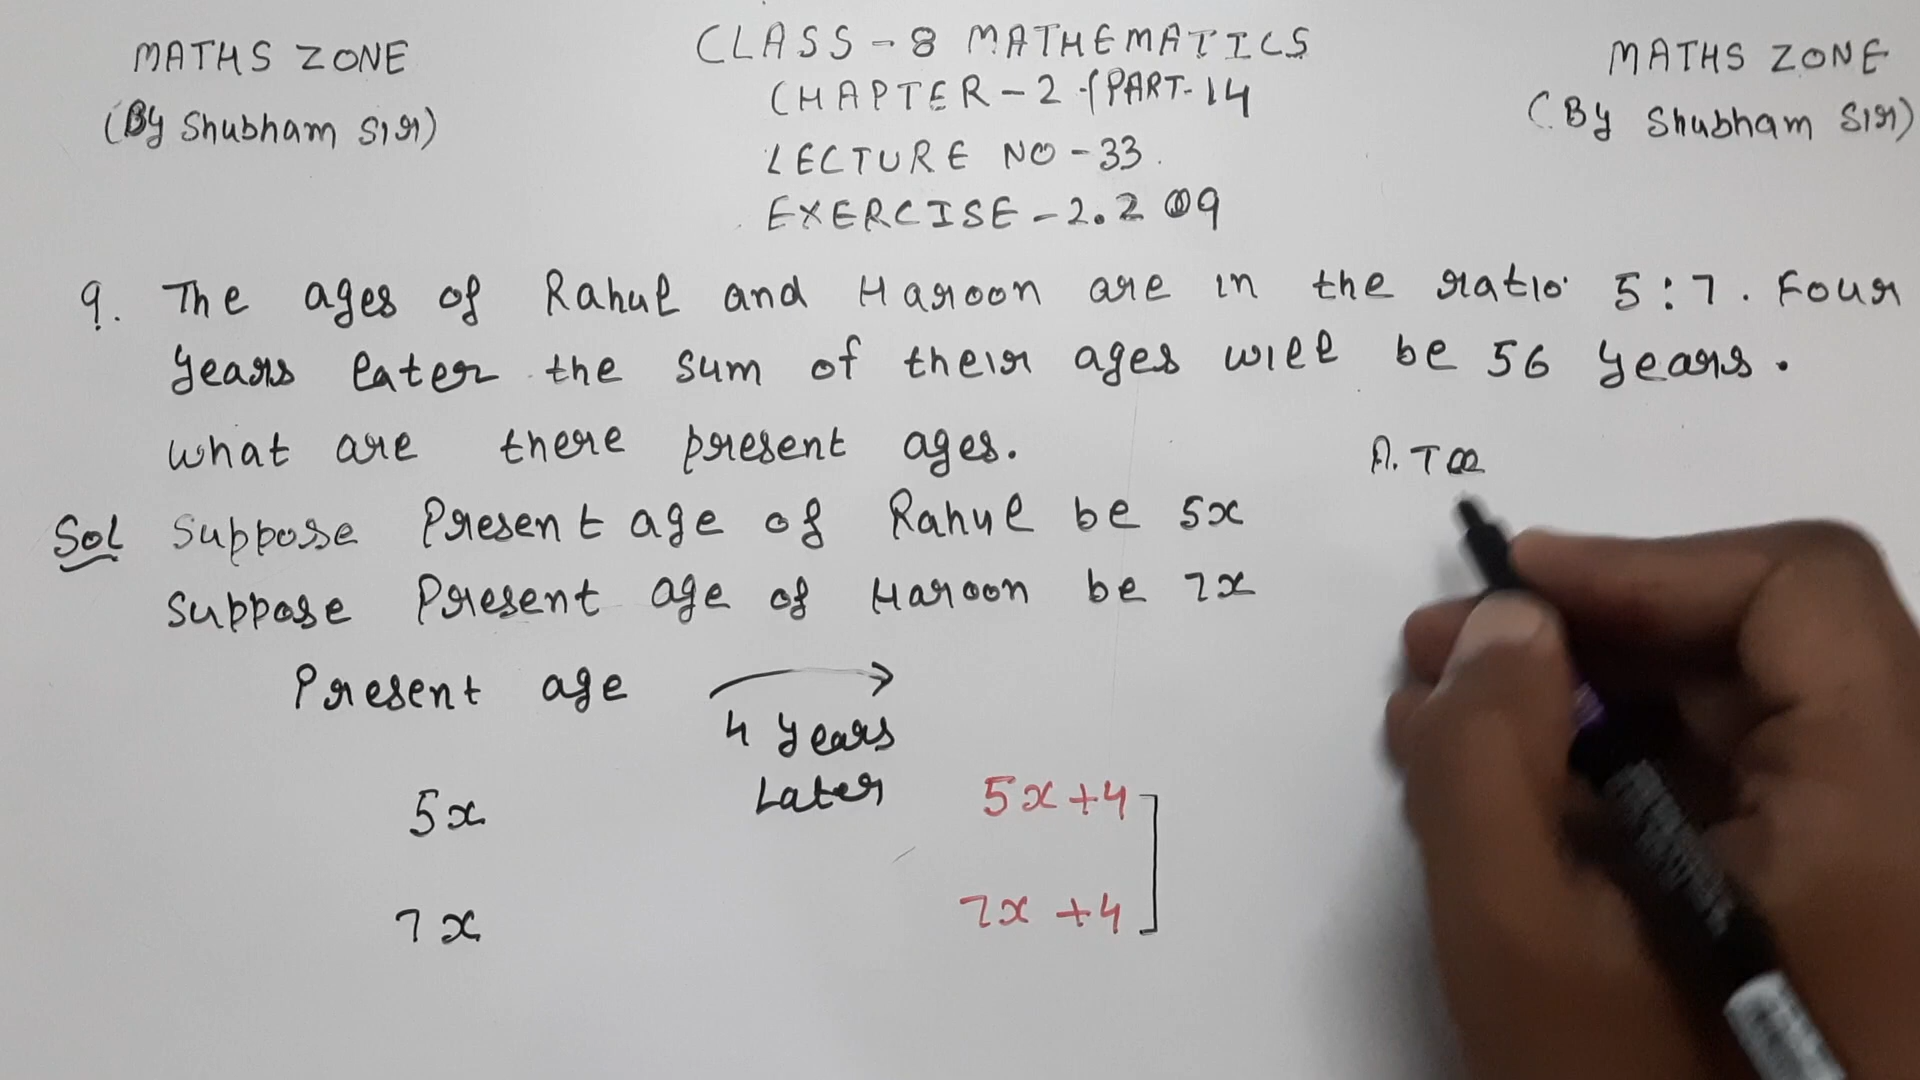 MATHS ZONE
(By Shubham Sir)
CLASS-8 MATHEMATICS
CHAPTER-2 (PART-14
LECTURE NO-33.
EXERCISE-2.2 Q9
MATHS ZONE
(By Shubham Sir)
9. The ages of Rahul and Haroon are in the ratio 5:7. Four
years later the sum of their ages will be 56 years.
what are there present ages.
Sol Suppose Present age of Rahul be 5x
Suppose Present age of Haroon be 7x
Present age
4 years
Later
5x
7x
5x+4
7x+4
A.TQ